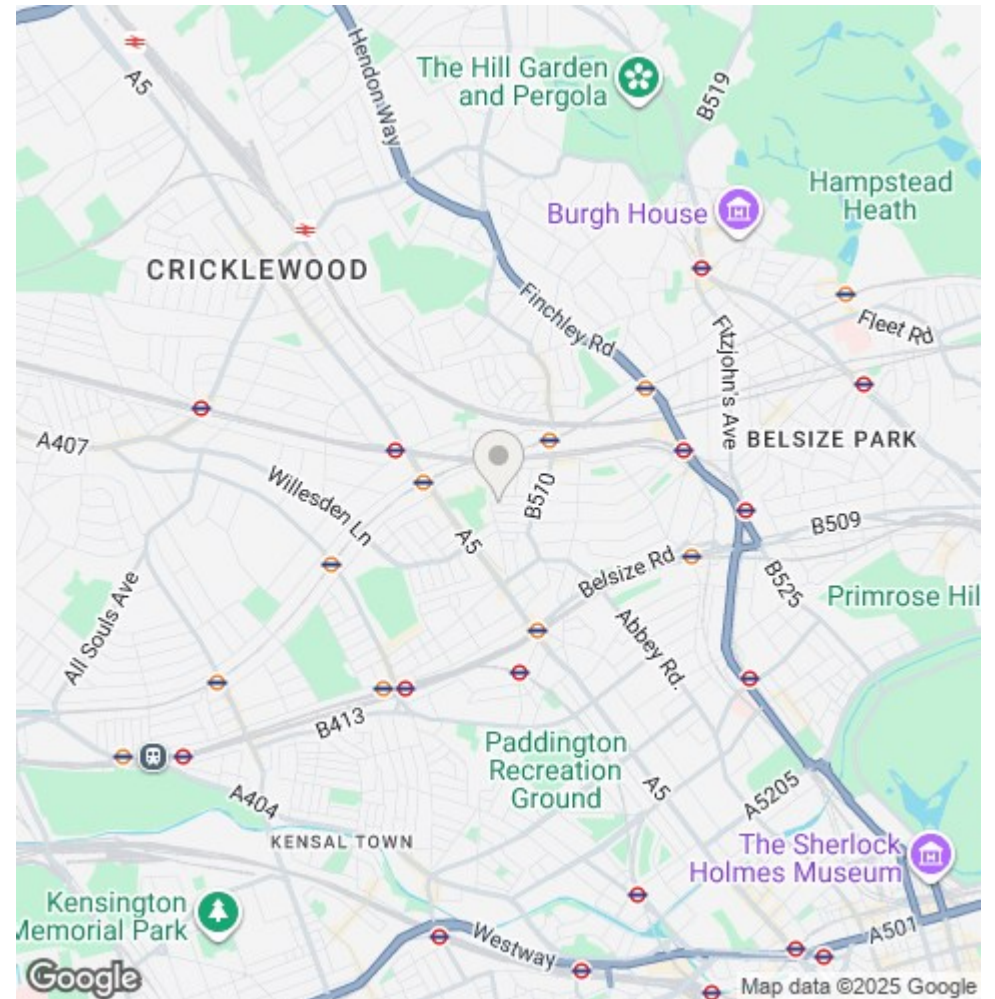 Hendon Way
A5
The Hill Garden
and Pergola
B519
Hampstead
Heath
Burgh House
CRICKLEWOOD
Finchley Rd
Fleet Rd
Fitzjohn's Ave
A407
BELSIZE PARK
Willesden Ln
B510
A5
B509
Belsize Rd
B525
Primrose Hil
All Souls Ave
Abbey Rd.
B413
Paddington
Recreation
Ground
A5
A5205
A404
KENSAL TOWN
The Sherlock
Holmes Museum
Kensington
Memorial Park
Westway
A501
Google
Map data ©2025 Google